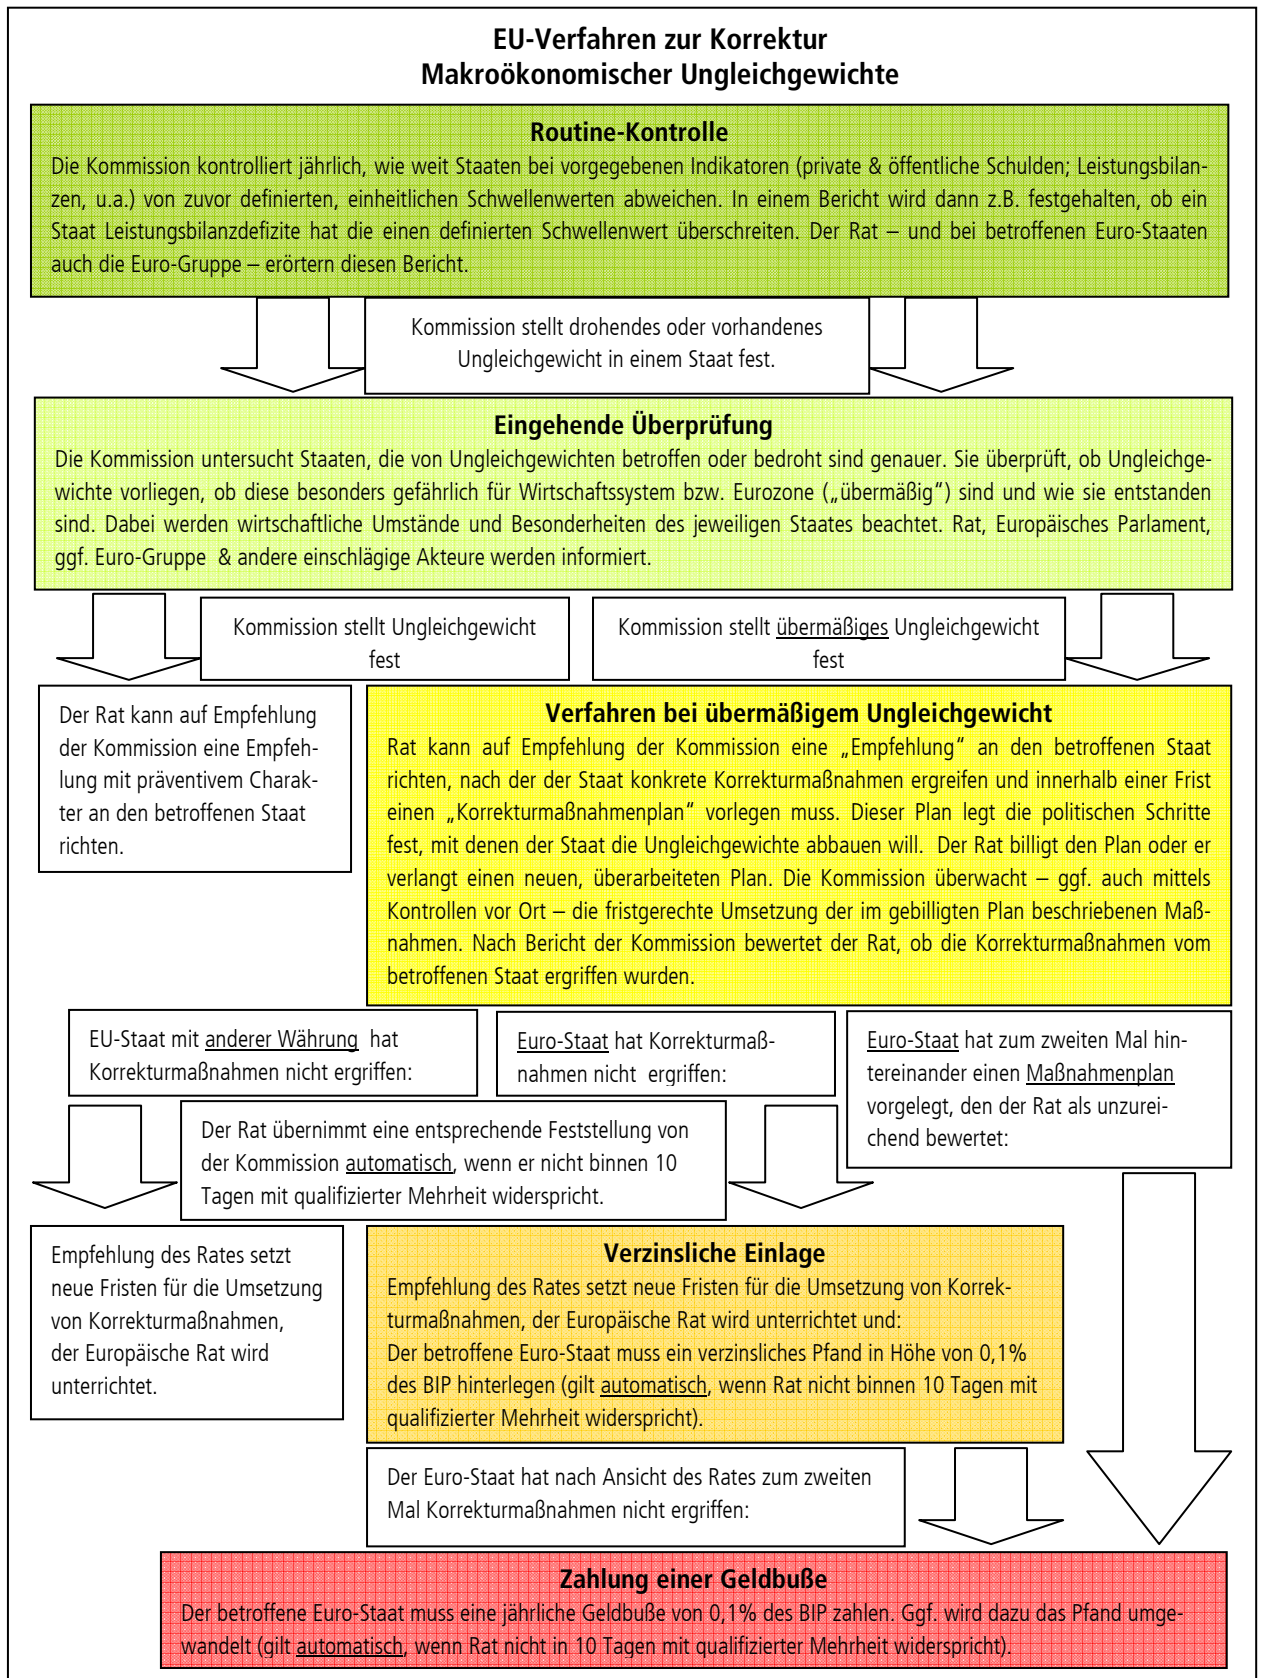 EU-Verfahren zur Korrektur
Makroökonomischer Ungleichgewichte
Routine-Kontrolle
Die Kommission kontrolliert jährlich, wie weit Staaten bei vorgegebenen Indikatoren (private & öffentliche Schulden; Leistungsbilan-
zen, u.a.) von zuvor definierten, einheitlichen Schwellenwerten abweichen. In einem Bericht wird dann z.B. festgehalten, ob ein
Staat Leistungsbilanzdefizite hat die einen definierten Schwellenwert überschreiten. Der Rat – und bei betroffenen Euro-Staaten
auch die Euro-Gruppe – erörtern diesen Bericht.
Kommission stellt drohendes oder vorhandenes
Ungleichgewicht in einem Staat fest.
Eingehende Überprüfung
Die Kommission untersucht Staaten, die von Ungleichgewichten betroffen oder bedroht sind genauer. Sie überprüft, ob Ungleichge-
wichte vorliegen, ob diese besonders gefährlich für Wirtschaftssystem bzw. Eurozone („übermäßig“) sind und wie sie entstanden
sind. Dabei werden wirtschaftliche Umstände und Besonderheiten des jeweiligen Staates beachtet. Rat, Europäisches Parlament,
ggf. Euro-Gruppe & andere einschlägige Akteure werden informiert.
Kommission stellt Ungleichgewicht
fest
Kommission stellt übermäßiges Ungleichgewicht
fest
Der Rat kann auf Empfehlung
der Kommission eine Empfeh-
lung mit präventivem Charak-
ter an den betroffenen Staat
richten.
Verfahren bei übermäßigem Ungleichgewicht
Rat kann auf Empfehlung der Kommission eine „Empfehlung“ an den betroffenen Staat
richten, nach der der Staat konkrete Korrekturmaßnahmen ergreifen und innerhalb einer Frist
einen „Korrekturmaßnahmenplan“ vorlegen muss. Dieser Plan legt die politischen Schritte
fest, mit denen der Staat die Ungleichgewichte abbauen will. Der Rat billigt den Plan oder er
verlangt einen neuen, überarbeiteten Plan. Die Kommission überwacht – ggf. auch mittels
Kontrollen vor Ort – die fristgerechte Umsetzung der im gebilligten Plan beschriebenen Maß-
nahmen. Nach Bericht der Kommission bewertet der Rat, ob die Korrekturmaßnahmen vom
betroffenen Staat ergriffen wurden.
EU-Staat mit anderer Währung hat
Korrekturmaßnahmen nicht ergriffen:
Euro-Staat hat Korrekturmaß-
nahmen nicht ergriffen:
Euro-Staat hat zum zweiten Mal hin-
tereinander einen Maßnahmenplan
vorgelegt, den der Rat als unzurei-
chend bewertet:
Der Rat übernimmt eine entsprechende Feststellung von
der Kommission automatisch, wenn er nicht binnen 10
Tagen mit qualifizierter Mehrheit widerspricht.
Empfehlung des Rates setzt
neue Fristen für die Umsetzung
von Korrekturmaßnahmen,
der Europäische Rat wird
unterrichtet.
Verzinsliche Einlage
Empfehlung des Rates setzt neue Fristen für die Umsetzung von Korrek-
turmaßnahmen, der Europäische Rat wird unterrichtet und:
Der betroffene Euro-Staat muss ein verzinsliches Pfand in Höhe von 0,1%
des BIP hinterlegen (gilt automatisch, wenn Rat nicht binnen 10 Tagen mit
qualifizierter Mehrheit widerspricht).
Der Euro-Staat hat nach Ansicht des Rates zum zweiten
Mal Korrekturmaßnahmen nicht ergriffen:
Zahlung einer Geldbuße
Der betroffene Euro-Staat muss eine jährliche Geldbuße von 0,1% des BIP zahlen. Ggf. wird dazu das Pfand umge-
wandelt (gilt automatisch, wenn Rat nicht in 10 Tagen mit qualifizierter Mehrheit widerspricht).